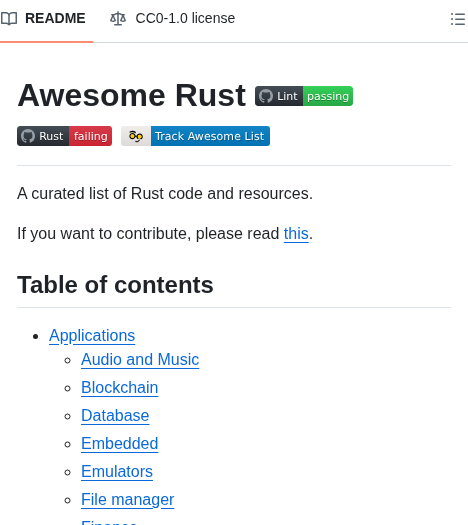 README CC0-1.0 license
Awesome Rust Lint passing
Rust failing Track Awesome List
A curated list of Rust code and resources.
If you want to contribute, please read this.
Table of contents
Applications
Audio and Music
Blockchain
Database
Embedded
Emulators
File manager